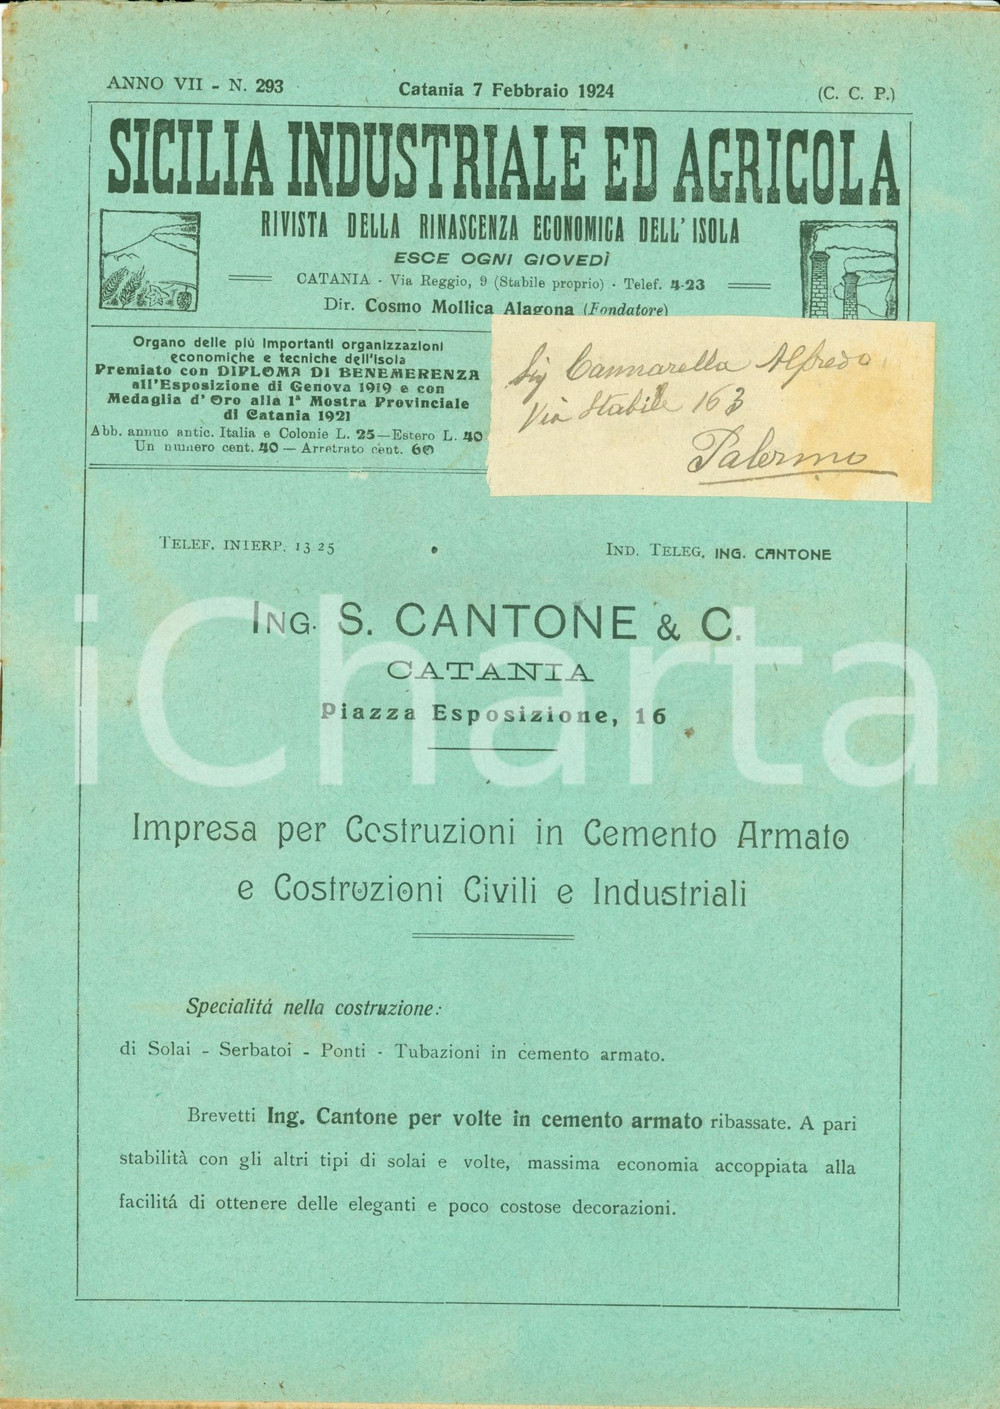 ANNO VII - N. 293
Catania 7 Febbraio 1924
(C. C. P.)
SICILIA INDUSTRIALE ED AGRICOLA
RIVISTA DELLA RINASCENZA ECONOMICA DELL'ISOLA
ESCE OGNI GIOVEDÌ
CATANIA - Via Reggio, 9 (Stabile proprio) - Telef. 4-23
Dir. Cosmo Mollica Alagona (Fondatore)
Organo delle più importanti organizzazioni
economiche e tecniche dell'Isola
Premiato con DIPLOMA DI BENEMERENZA
all'Esposizione di Genova 1919 e con
Medaglia d'Oro alla 1ª Mostra Provinciale
di Catania 1921
Abb. annuo antic. Italia e Colonie L. 25—Estero L. 40
Un numero cent. 40 — Arretrato cent. 60
Sig Cannarella Alfredo
Via Stabile 163
Palermo
TELEF. INTERP. 13 25
IND. TELEG. ING. CANTONE
ING. S. CANTONE & C.
CATANIA
Piazza Esposizione, 16
iCharta
Impresa per Costruzioni in Cemento Armato
e Costruzioni Civili e Industriali
Specialitá nella costruzione:
di Solai - Serbatoi - Ponti - Tubazioni in cemento armato.
Brevetti Ing. Cantone per volte in cemento armato ribassate. A pari
stabilità con gli altri tipi di solai e volte, massima economia accoppiata alla
facilitá di ottenere delle eleganti e poco costose decorazioni.